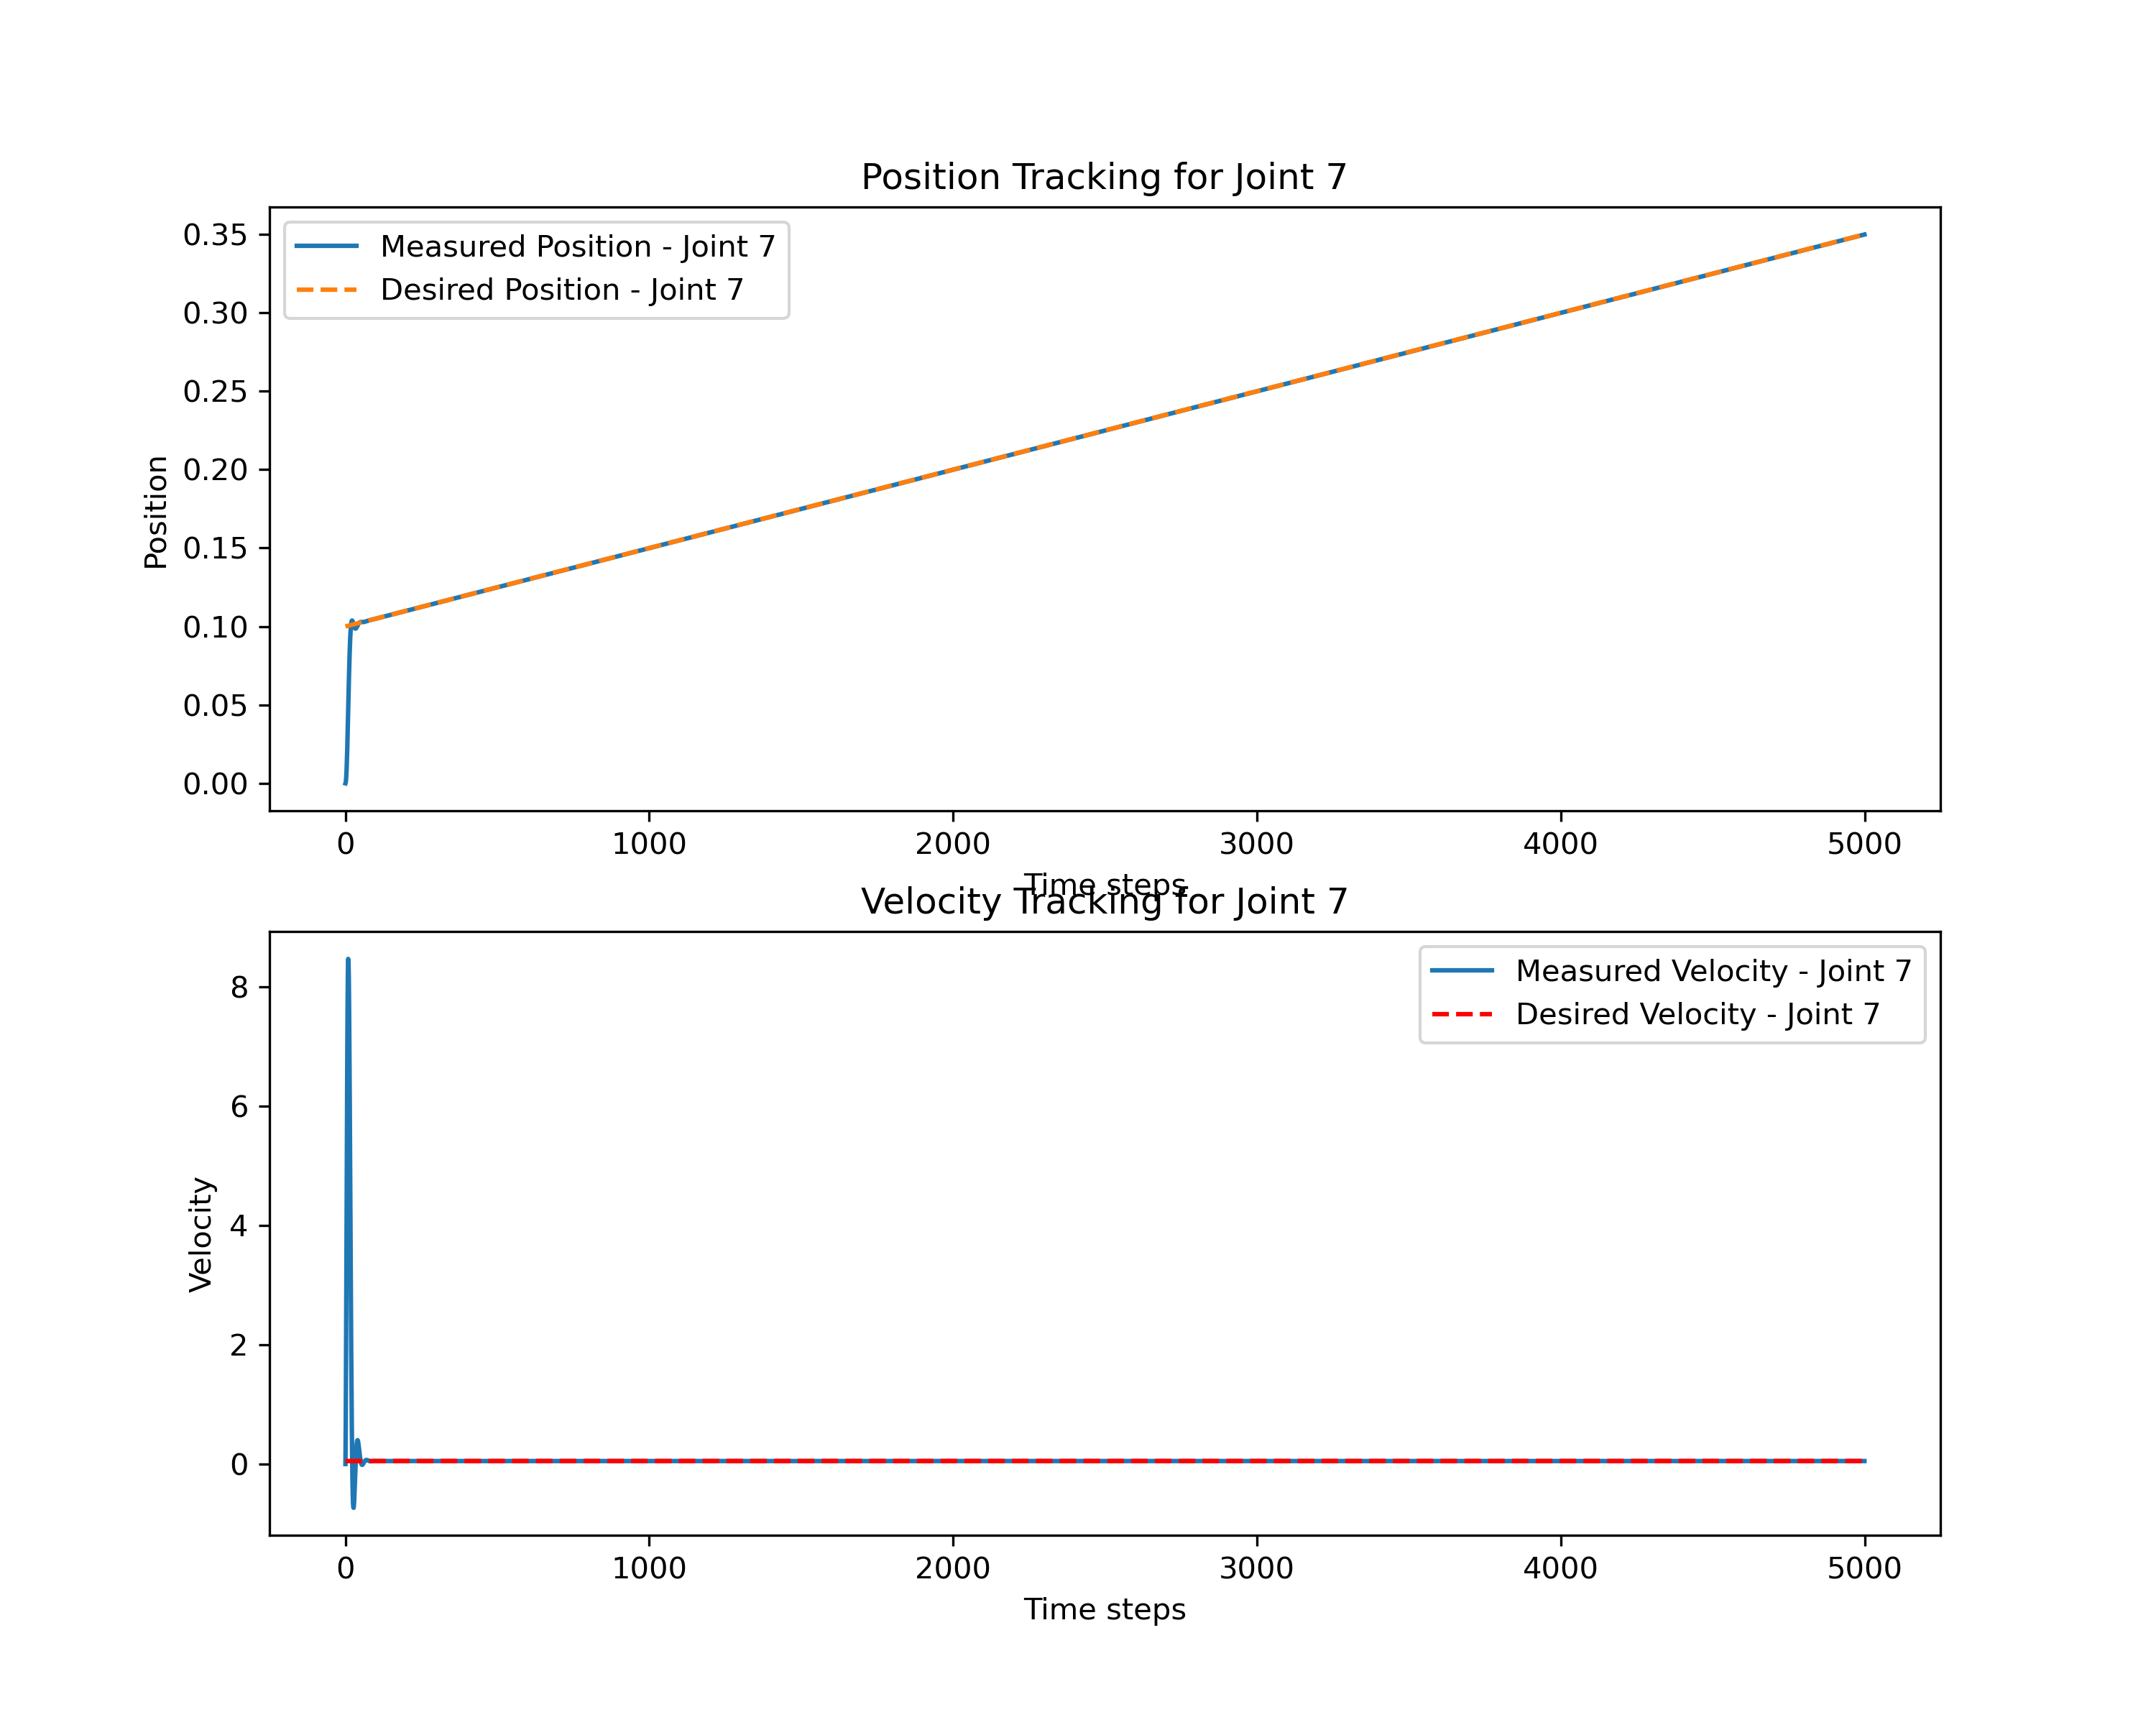 Position Tracking for Joint 7
Measured Position - Joint 7
Desired Position - Joint 7
Position
0.35
0.30
0.25
0.20
0.15
0.10
0.05
0.00
0 1000 2000 3000 4000 5000
Time steps
Velocity Tracking for Joint 7
Measured Velocity - Joint 7
Desired Velocity - Joint 7
Velocity
8
6
4
2
0
0 1000 2000 3000 4000 5000
Time steps